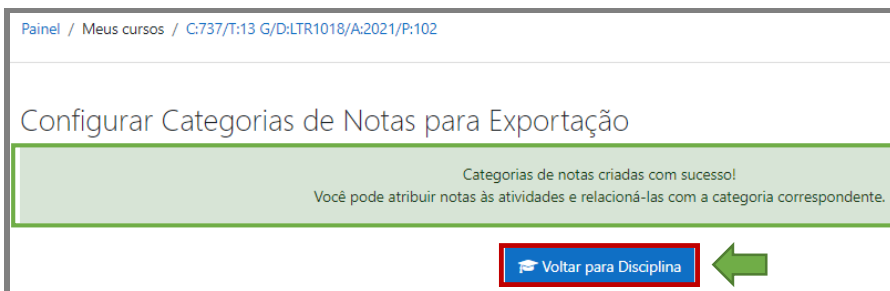 Painel / Meus cursos / C:737/T:13 G/D:LTR1018/A:2021/P:102
Configurar Categorias de Notas para Exportação
Categorias de notas criadas com sucesso!
Você pode atribuir notas às atividades e relacioná-las com a categoria correspondente.
Voltar para Disciplina